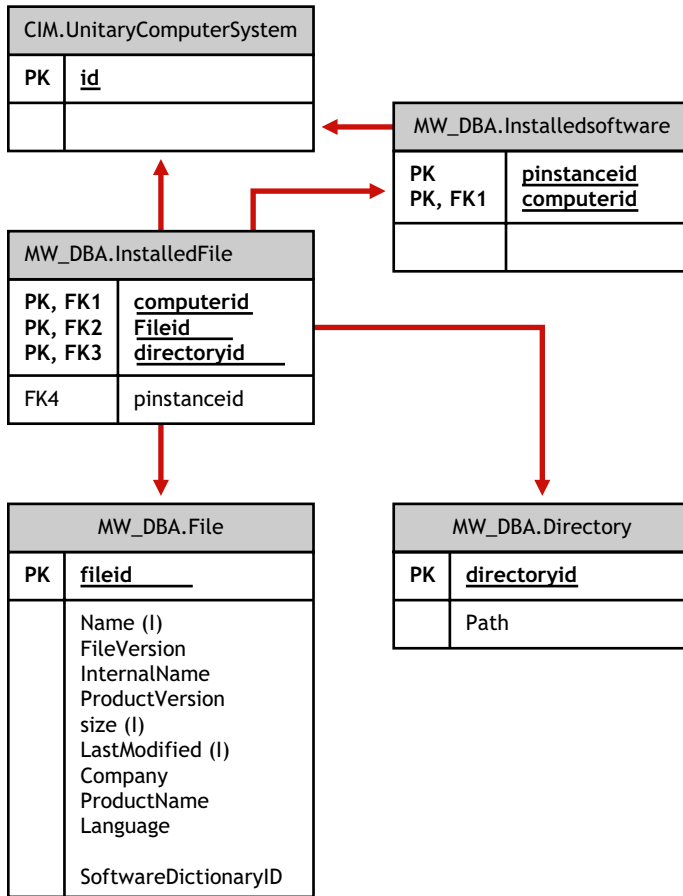 CIM.UnitaryComputerSystem
PK id
MW_DBA.Installedsoftware
PK pinstanceid
PK, FK1 computerid
MW_DBA.InstalledFile
PK, FK1 computerid
PK, FK2 Fileid
PK, FK3 directoryid
FK4 pinstanceid
MW_DBA.File
PK fileid
Name (I)
FileVersion
InternalName
ProductVersion
size (I)
LastModified (I)
Company
ProductName
Language
SoftwareDictionaryID
MW_DBA.Directory
PK directoryid
Path